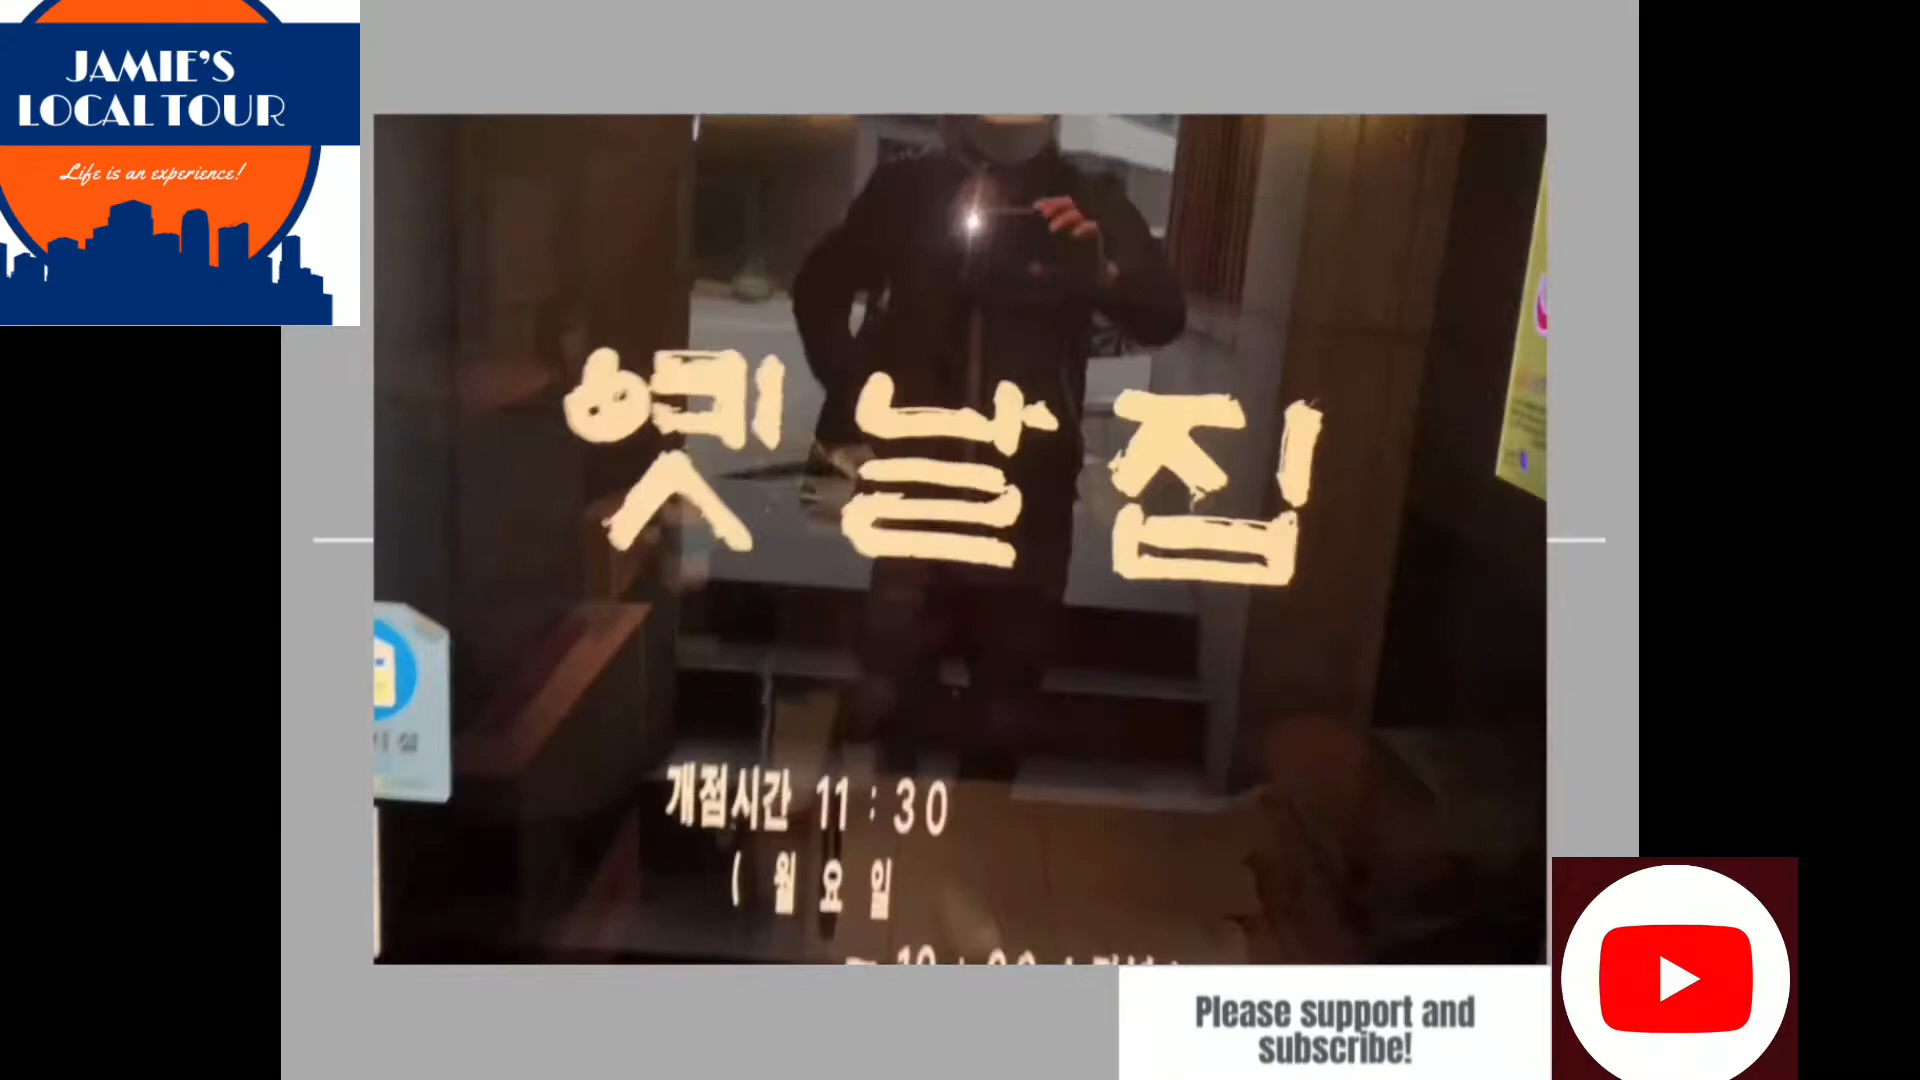 JAMIE'S
LOCAL TOUR
Life is an experience!
옛날집
개점시간 11:30
(월요일
Please support and
subscribe!